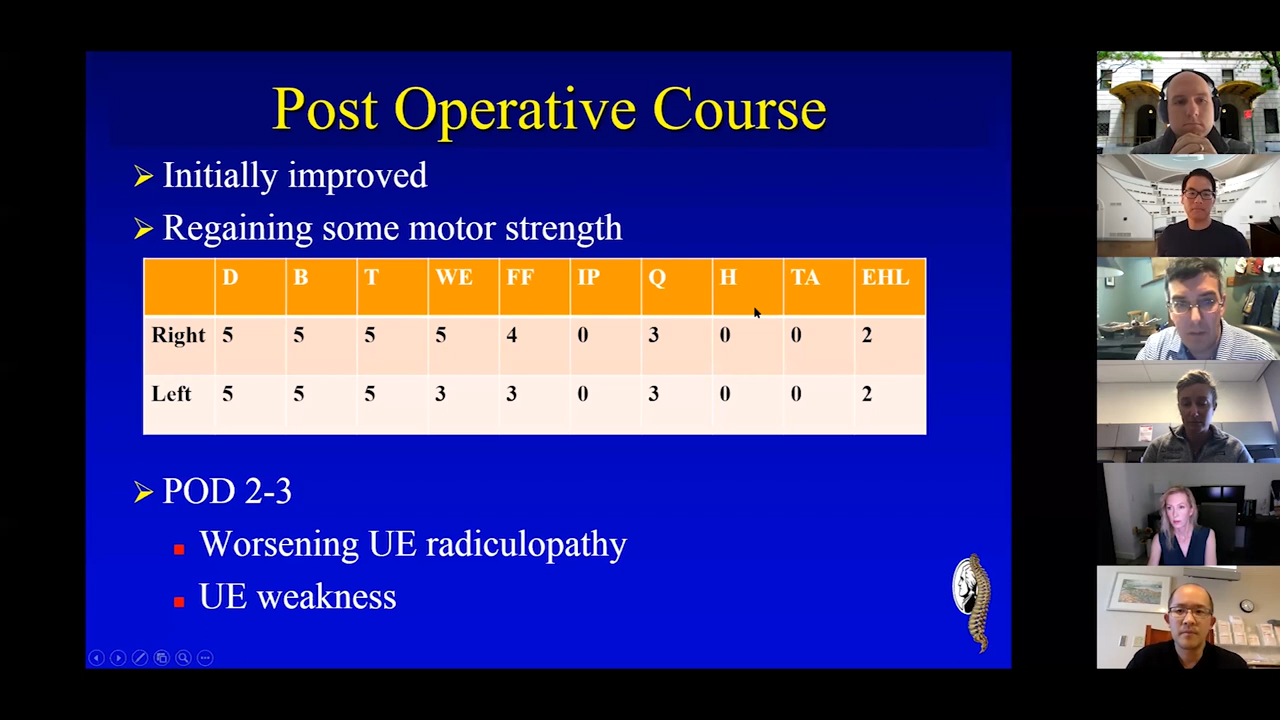 Post Operative Course
Initially improved
Regaining some motor strength
D B T WE FF IP Q H TA EHL
Right 5 5 5 5 4 0 3 0 0 2
Left 5 5 5 3 3 0 3 0 0 2
POD 2-3
Worsening UE radiculopathy
UE weakness